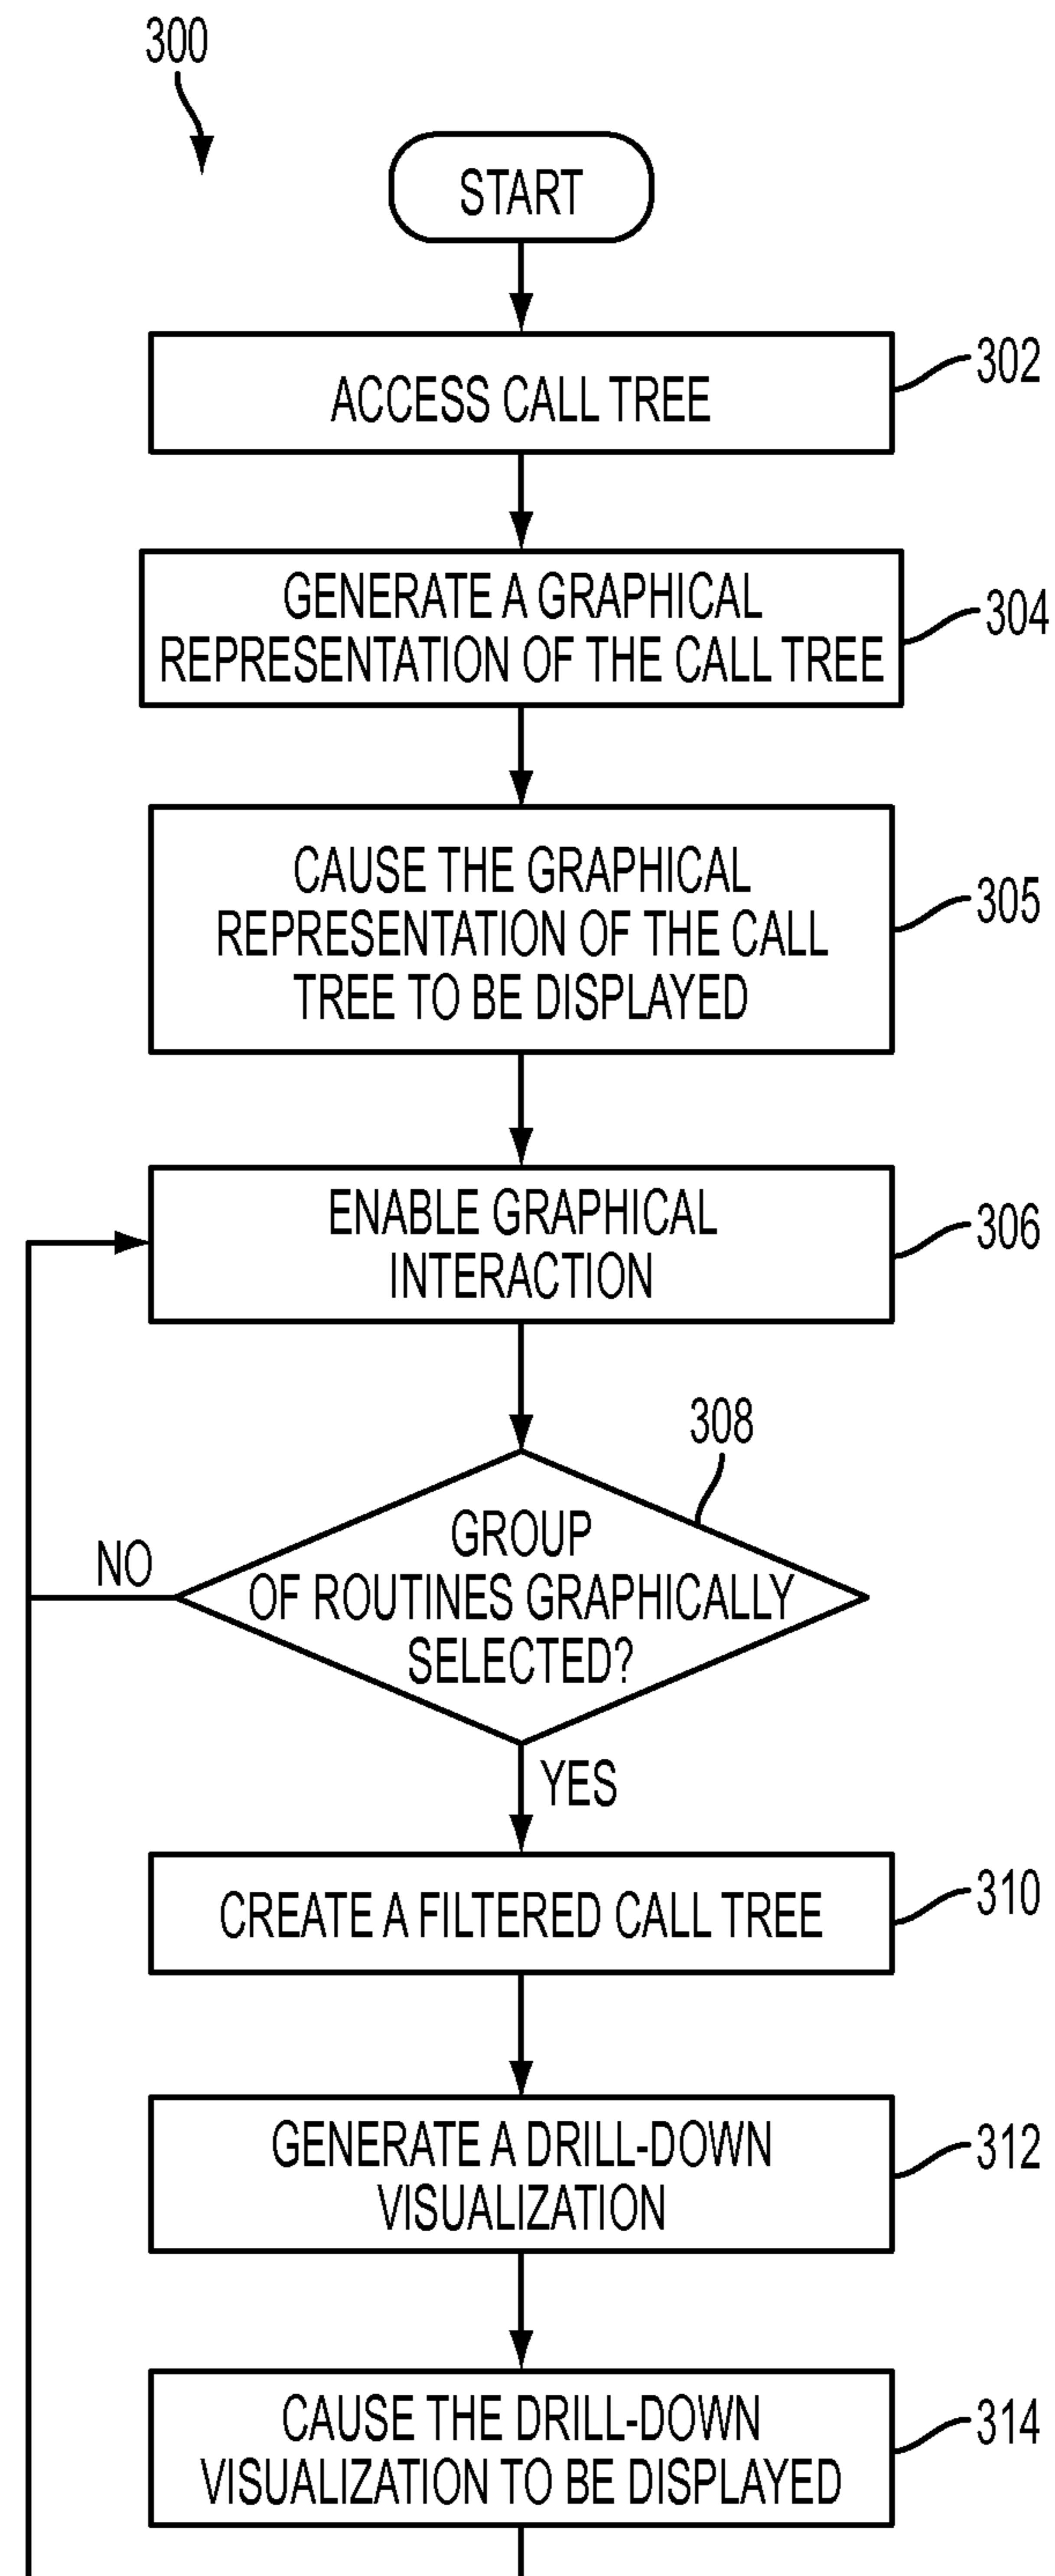 300
START
ACCESS CALL TREE
302
GENERATE A GRAPHICAL
REPRESENTATION OF THE CALL TREE
304
CAUSE THE GRAPHICAL
REPRESENTATION OF THE CALL
TREE TO BE DISPLAYED
305
ENABLE GRAPHICAL
INTERACTION
306
308
GROUP
OF ROUTINES GRAPHICALLY
SELECTED?
NO
YES
CREATE A FILTERED CALL TREE
310
GENERATE A DRILL-DOWN
VISUALIZATION
312
CAUSE THE DRILL-DOWN
VISUALIZATION TO BE DISPLAYED
314